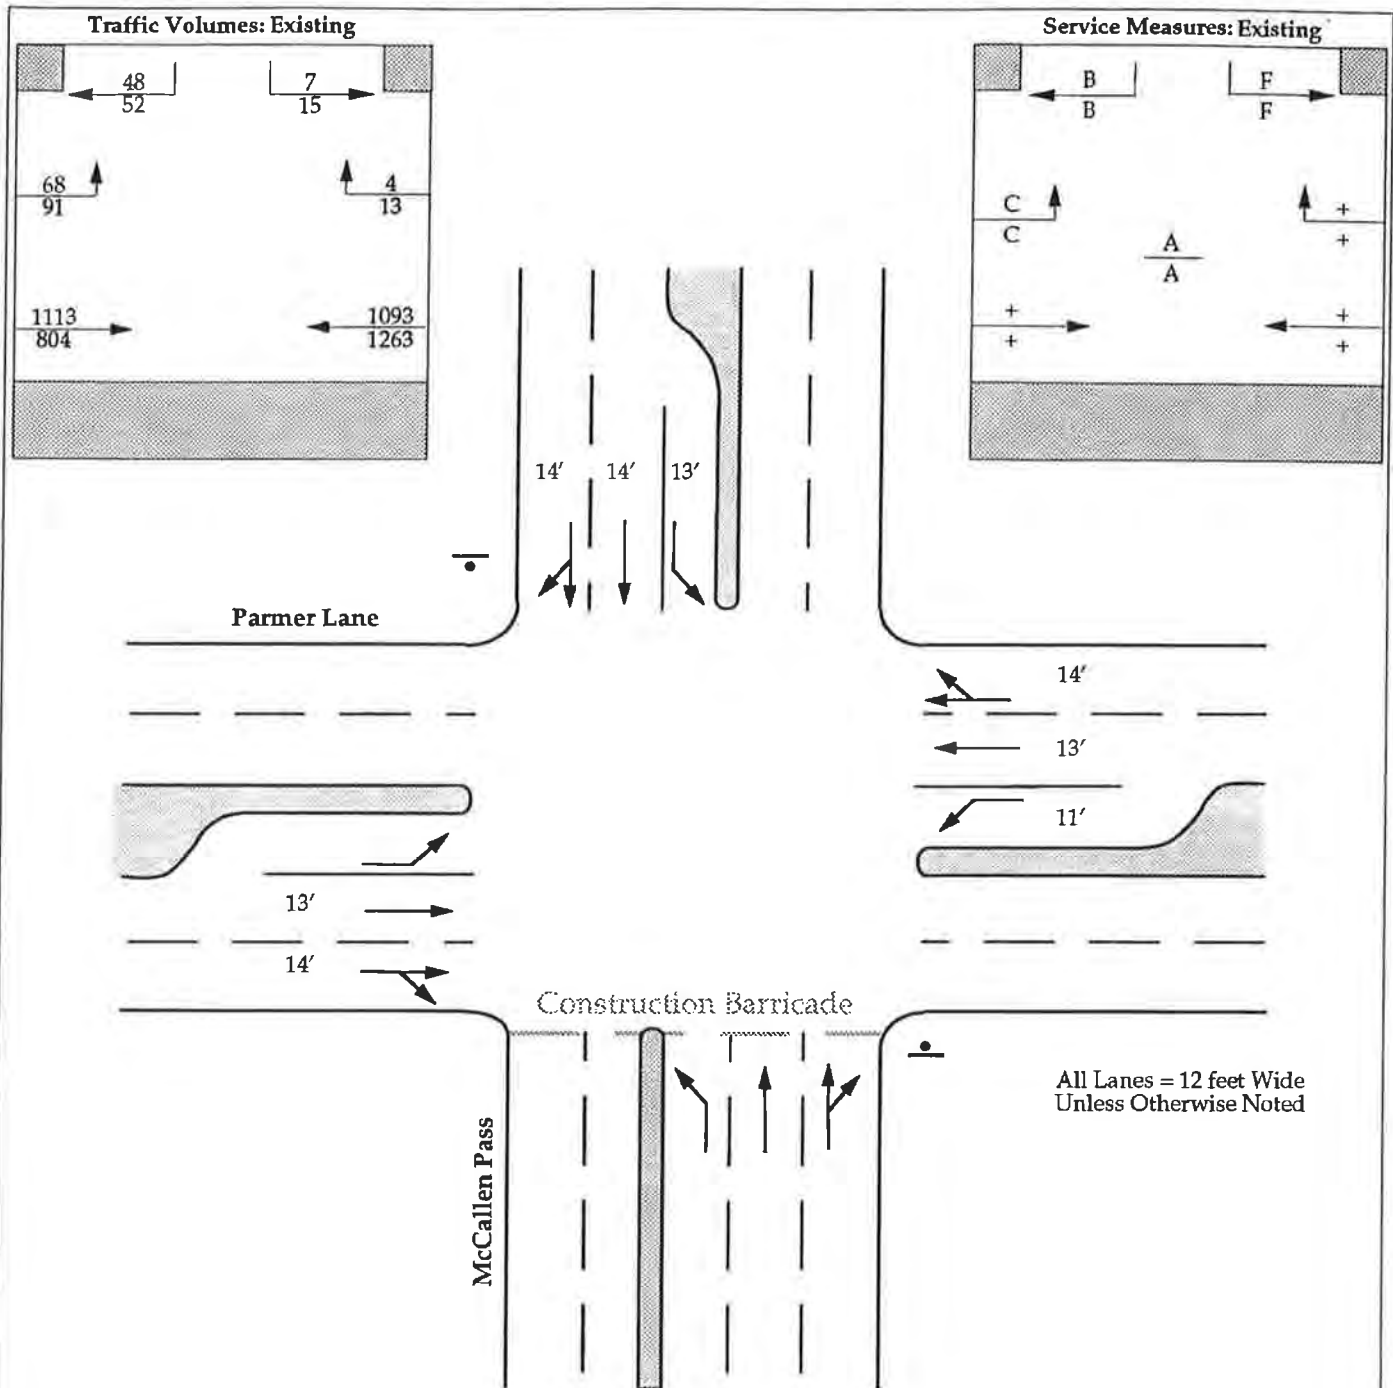 Traffic Volumes: Existing
48
52
7
15
68
91
4
13
1113
804
1093
1263
Service Measures: Existing
B
B
F
F
C
C
+
+
A
A
+
+
+
+
14' 14' 13'
Parmer Lane
14'
13'
11'
13'
14'
Construction Barricade
McCallen Pass
All Lanes = 12 feet Wide
Unless Otherwise Noted